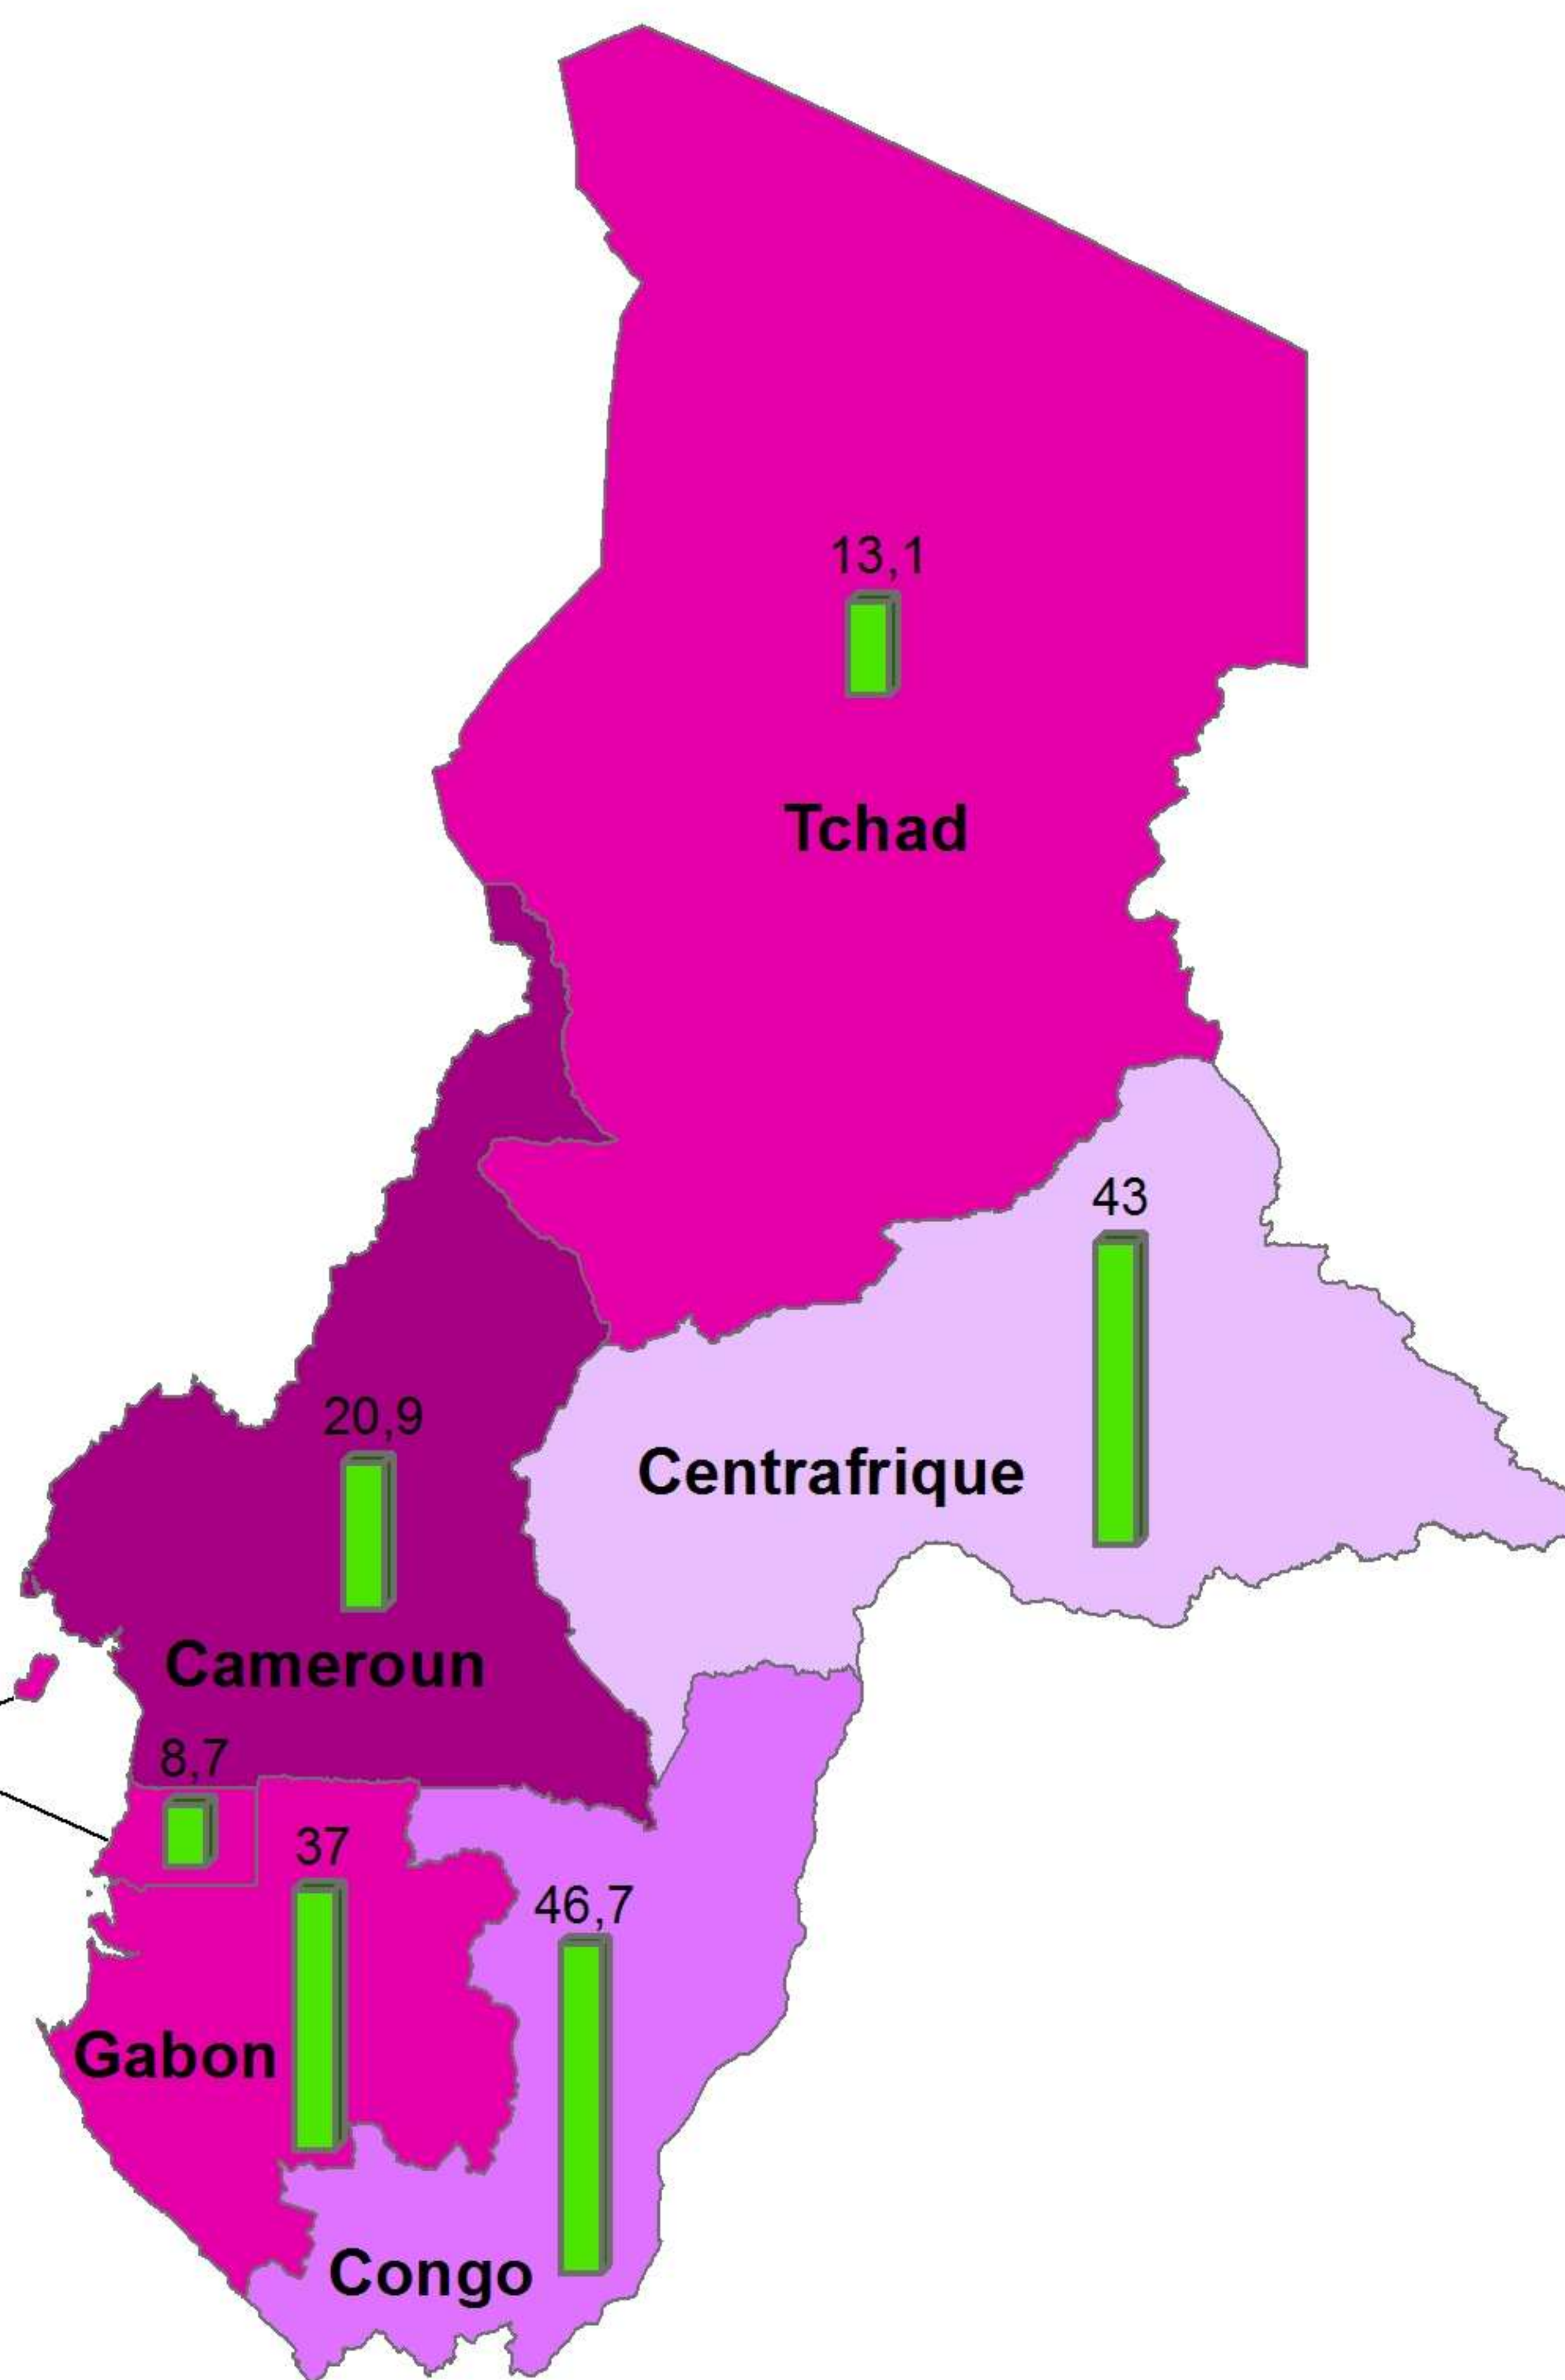 13,1
Tchad
43
20,9
Centrafrique
Cameroun
8,7
37
46,7
Gabon
Congo